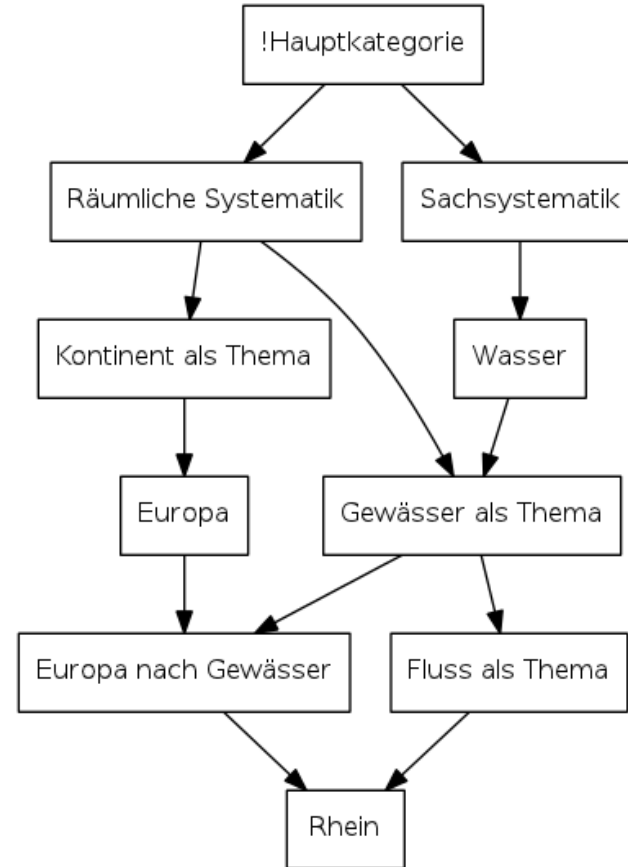 !Hauptkategorie
Räumliche Systematik
Sachsystematik
Kontinent als Thema
Wasser
Europa
Gewässer als Thema
Europa nach Gewässer
Fluss als Thema
Rhein